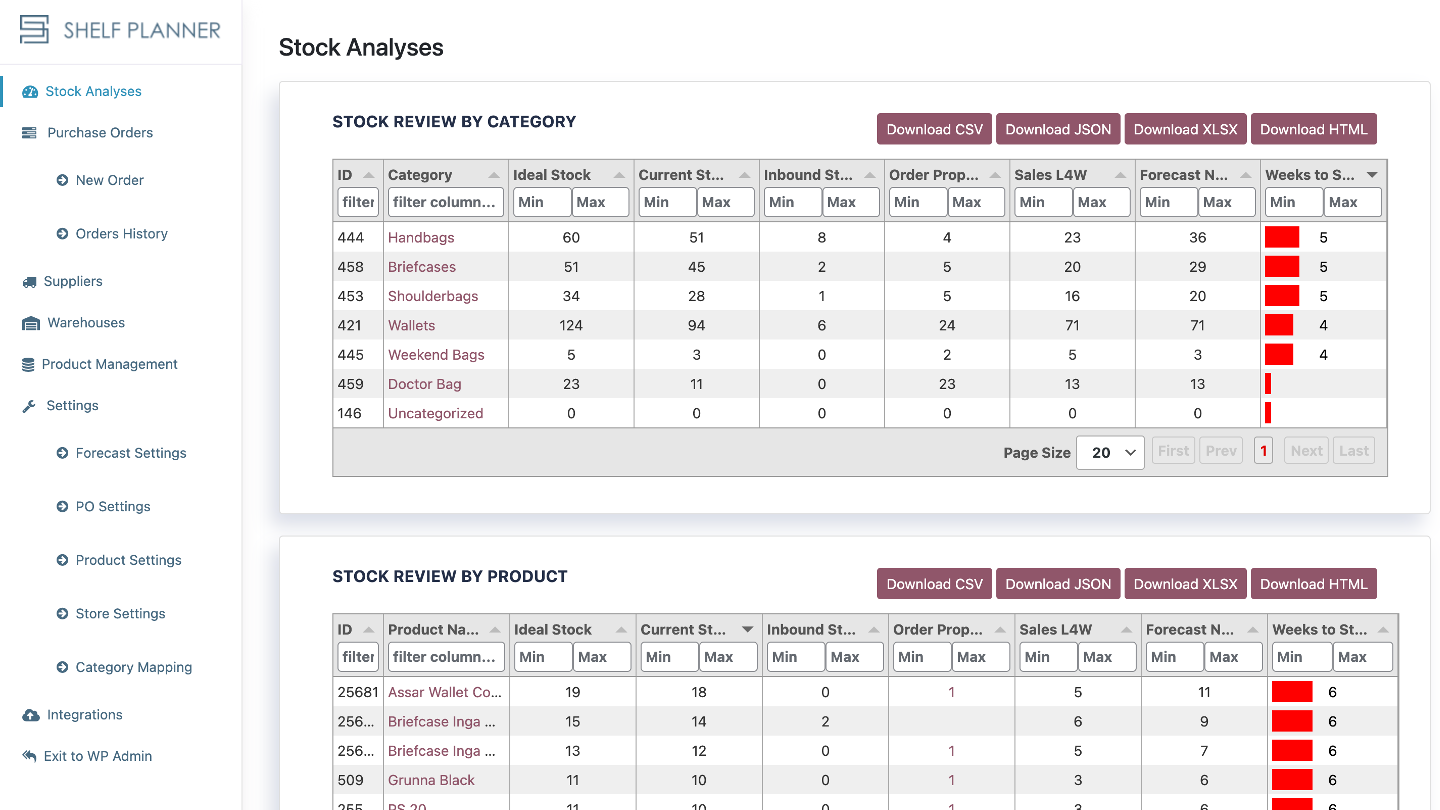 SHELF PLANNER
Stock Analyses
Purchase Orders
New Order
Orders History
Suppliers
Warehouses
Product Management
Settings
Forecast Settings
PO Settings
Product Settings
Store Settings
Category Mapping
Integrations
Exit to WP Admin
Stock Analyses
STOCK REVIEW BY CATEGORY
Download CSV Download JSON Download XLSX Download HTML
ID Category Ideal Stock Current St... Inbound St... Order Prop... Sales L4W Forecast N... Weeks to S...
filter filter column... Min Max Min Max Min Max Min Max Min Max Min Max Min Max
444 Handbags 60 51 8 4 23 36 5
458 Briefcases 51 45 2 5 20 29 5
453 Shoulderbags 34 28 1 5 16 20 5
421 Wallets 124 94 6 24 71 71 4
445 Weekend Bags 5 3 0 2 5 3 4
459 Doctor Bag 23 11 0 23 13 13
146 Uncategorized 0 0 0 0 0 0
Page Size 20 First Prev 1 Next Last
STOCK REVIEW BY PRODUCT
Download CSV Download JSON Download XLSX Download HTML
ID Product Na... Ideal Stock Current St... Inbound St... Order Prop... Sales L4W Forecast N... Weeks to St...
filter filter column... Min Max Min Max Min Max Min Max Min Max Min Max Min Max
25681 Assar Wallet Co... 19 18 0 1 5 11 6
256... Briefcase Inga ... 15 14 2 6 9 6
256... Briefcase Inga ... 13 12 0 1 5 7 6
509 Grunna Black 11 10 0 1 3 6 6
255... PS 20 11 10 0 1 3 6 6